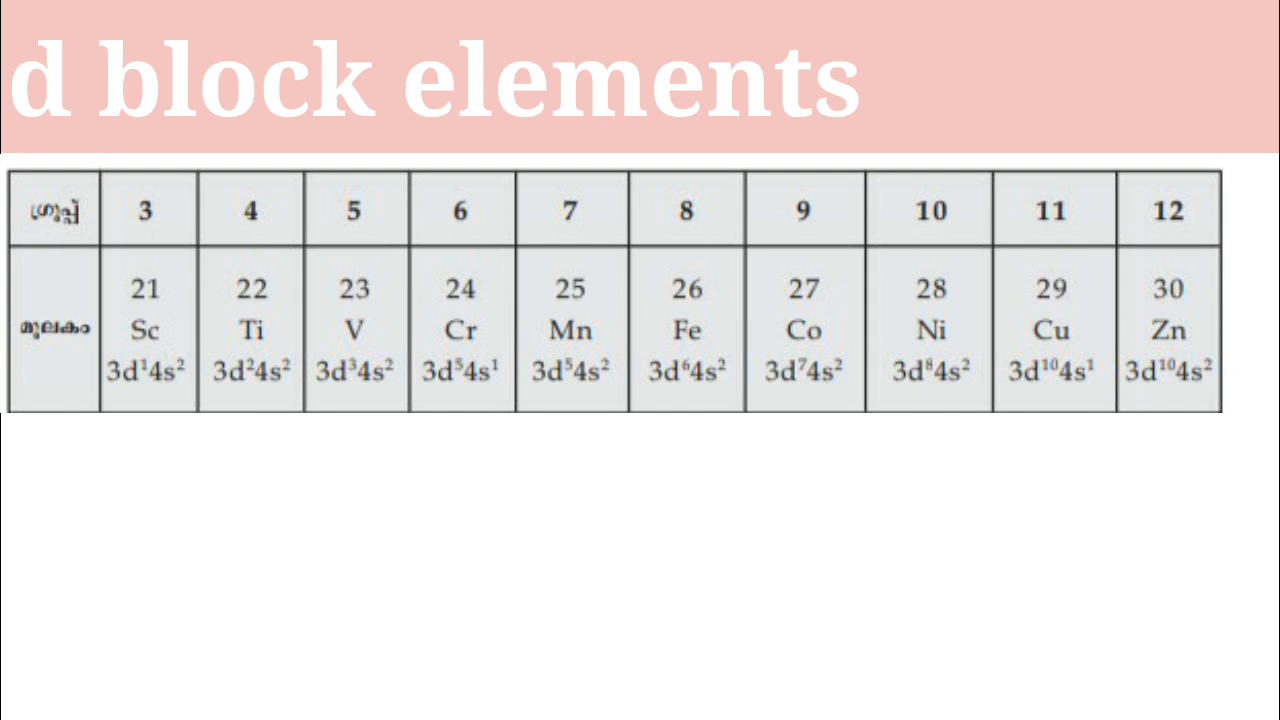 d block elements
ഗ്രൂപ്പ് 3 4 5 6 7 8 9 10 11 12
21 22 23 24 25 26 27 28 29 30
മൂലകം Sc Ti V Cr Mn Fe Co Ni Cu Zn
3d¹4s² 3d²4s² 3d³4s² 3d⁵4s¹ 3d⁵4s² 3d⁶4s² 3d⁷4s² 3d⁸4s² 3d¹⁰4s¹ 3d¹⁰4s²